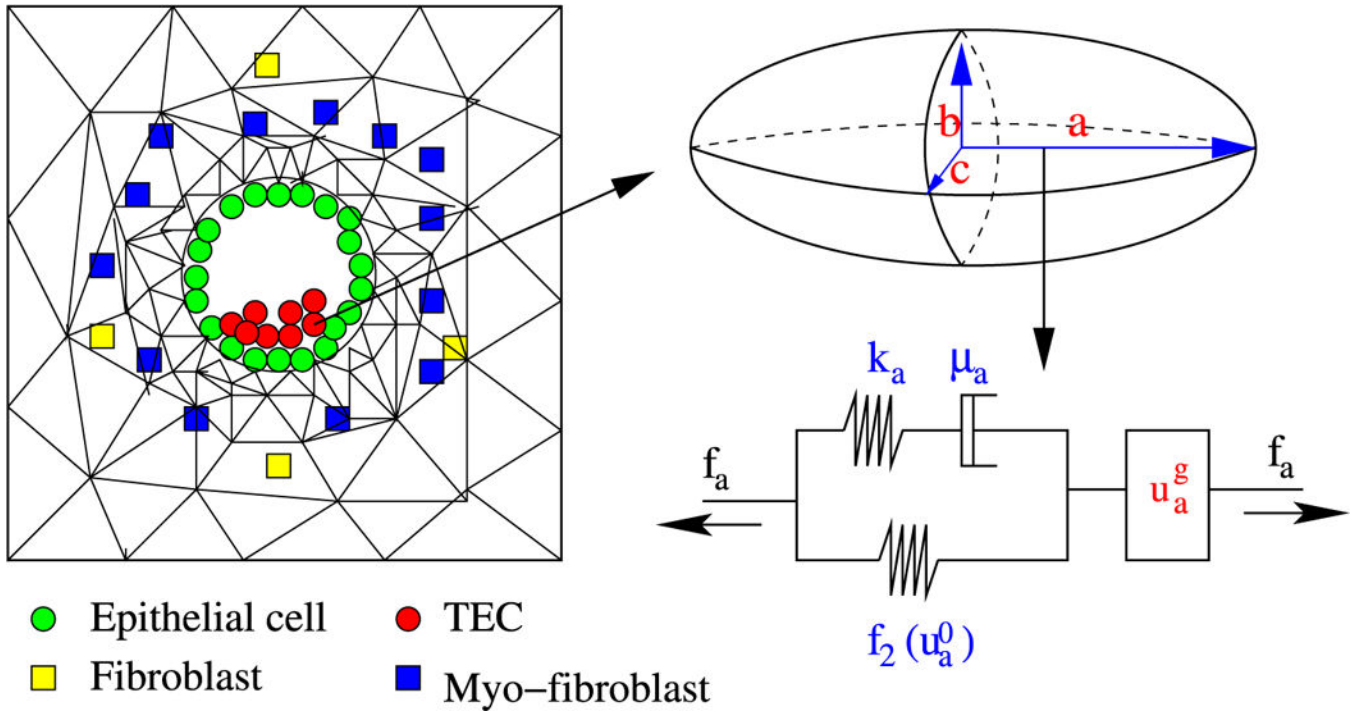 b
a
c
k_a
μ_a
f_a
f_a
u_a^g
f_2 (u_a^0)
Epithelial cell
TEC
Fibroblast
Myo-fibroblast